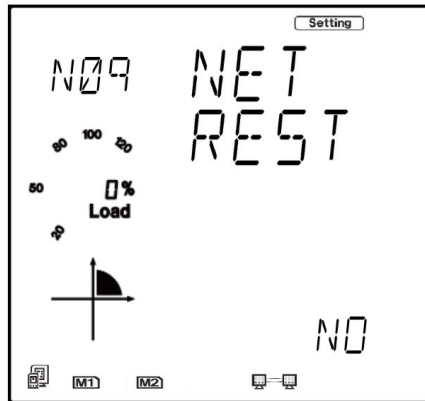 Setting
N09
NET
REST
80 100 120
50
0%
Load
20
NO
M1 M2